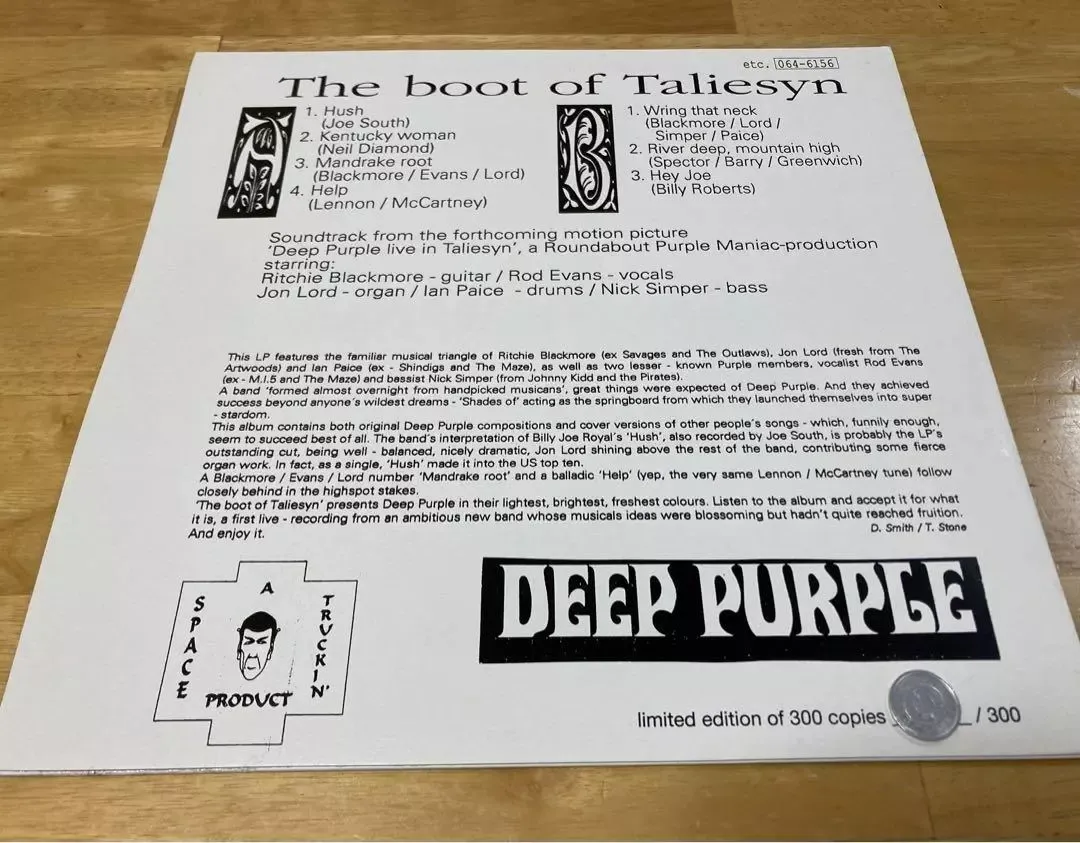 etc. 064-6156
The boot of Taliesyn
A
1. Hush
(Joe South)
2. Kentucky woman
(Neil Diamond)
3. Mandrake root
(Blackmore / Evans / Lord)
4. Help
(Lennon / McCartney)
B
1. Wring that neck
(Blackmore / Lord /
Simper / Paice)
2. River deep, mountain high
(Spector / Barry / Greenwich)
3. Hey Joe
(Billy Roberts)
Soundtrack from the forthcoming motion picture
'Deep Purple live in Taliesyn', a Roundabout Purple Maniac-production
starring:
Ritchie Blackmore - guitar / Rod Evans - vocals
Jon Lord - organ / Ian Paice - drums / Nick Simper - bass
This LP features the familiar musical triangle of Ritchie Blackmore (ex Savages and The Outlaws), Jon Lord (fresh from The
Artwoods) and Ian Paice (ex - Shindigs and The Maze), as well as two lesser - known Purple members, vocalist Rod Evans
(ex - M.I.5 and The Maze) and bassist Nick Simper (from Johnny Kidd and the Pirates).
A band 'formed almost overnight from handpicked musicans', great things were expected of Deep Purple. And they achieved
success beyond anyone's wildest dreams - 'Shades of' acting as the springboard from which they launched themselves into super
- stardom.
This album contains both original Deep Purple compositions and cover versions of other people's songs - which, funnily enough,
seem to succeed best of all. The band's interpretation of Billy Joe Royal's 'Hush', also recorded by Joe South, is probably the LP's
outstanding cut, being well - balanced, nicely dramatic, Jon Lord shining above the rest of the band, contributing some fierce
organ work. In fact, as a single, 'Hush' made it into the US top ten.
A Blackmore / Evans / Lord number 'Mandrake root' and a balladic 'Help' (yep, the very same Lennon / McCartney tune) follow
closely behind in the highspot stakes.
'The boot of Taliesyn' presents Deep Purple in their lightest, brightest, freshest colours. Listen to the album and accept it for what
it is, a first live - recording from an ambitious new band whose musicals ideas were blossoming but hadn't quite reached fruition.
And enjoy it.
D. Smith / T. Stone
A
SPACE
TRUCKIN'
PRODUCT
DEEP PURPLE
limited edition of 300 copies _ / 300